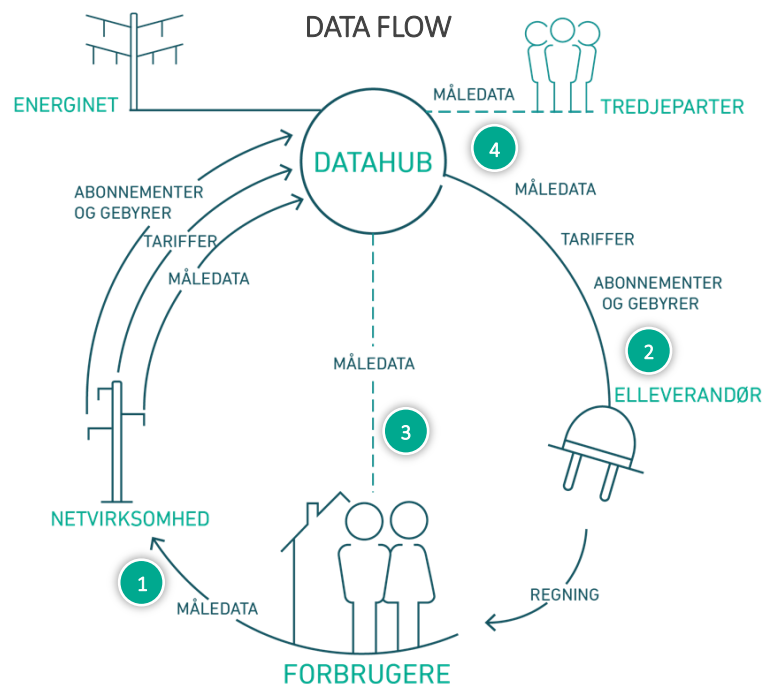 DATA FLOW
ENERGINET
MÅLEDATA
TREDJEPARTER
DATAHUB
4
ABONNEMENTER
OG GEBYRER
TARIFFER
MÅLEDATA
MÅLEDATA
TARIFFER
ABONNEMENTER
OG GEBYRER
2
ELLEVERANDØR
MÅLEDATA
3
NETVIRKSOMHED
1
MÅLEDATA
REGNING
FORBRUGERE